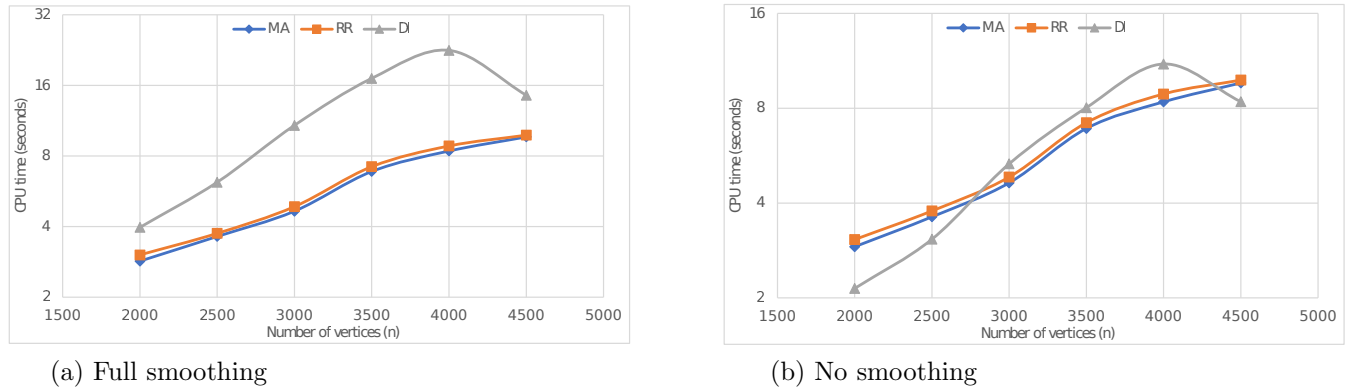 MA RR DI
32
16
8
4
2
CPU time (seconds)
1500 2000 2500 3000 3500 4000 4500 5000
Number of vertices (n)
(a) Full smoothing
MA RR DI
16
8
4
2
CPU time (seconds)
1500 2000 2500 3000 3500 4000 4500 5000
Number of vertices (n)
(b) No smoothing